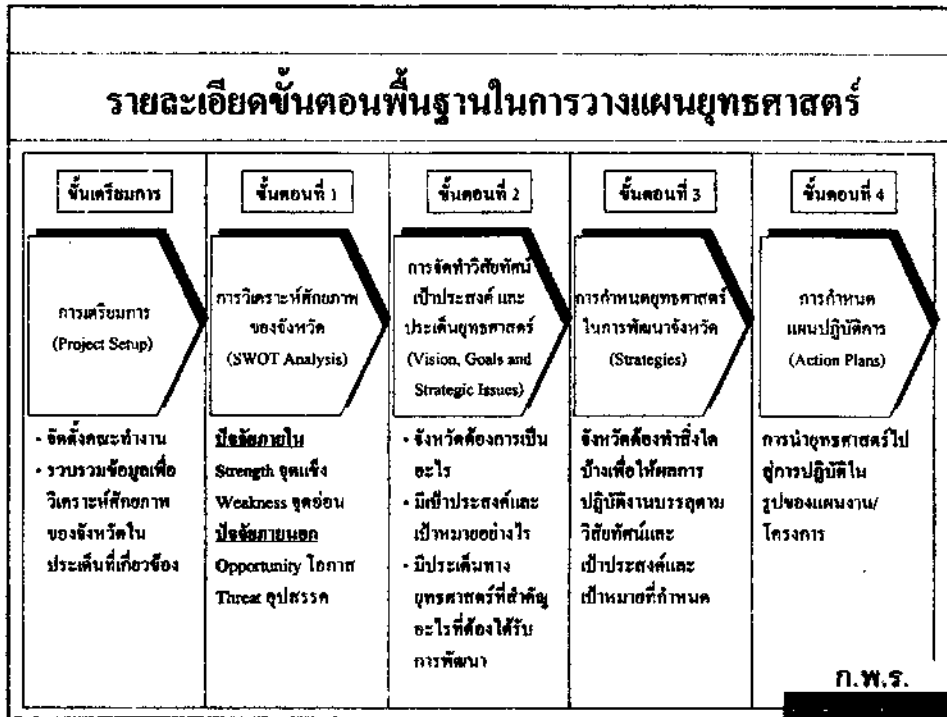 รายละเอียดขั้นตอนพื้นฐานในการวางแผนยุทธศาสตร์
ขั้นเตรียมการ
การเตรียมการ
(Project Setup)
• จัดตั้งคณะทำงาน
• รวบรวมข้อมูลเพื่อ
วิเคราะห์ศักยภาพ
ของจังหวัดใน
ประเด็นที่เกี่ยวข้อง
ขั้นตอนที่ 1
การวิเคราะห์ศักยภาพ
ของจังหวัด
(SWOT Analysis)
ปัจจัยภายใน
Strength จุดแข็ง
Weakness จุดอ่อน
ปัจจัยภายนอก
Opportunity โอกาส
Threat อุปสรรค
ขั้นตอนที่ 2
การจัดทำวิสัยทัศน์
เป้าประสงค์ และ
ประเด็นยุทธศาสตร์
(Vision, Goals and
Strategic Issues)
• จังหวัดต้องการเป็น
อะไร
• มีเป้าประสงค์และ
เป้าหมายอย่างไร
• มีประเด็นทาง
ยุทธศาสตร์ที่สำคัญ
อะไรที่ต้องได้รับ
การพัฒนา
ขั้นตอนที่ 3
การกำหนดยุทธศาสตร์
ในการพัฒนาจังหวัด
(Strategies)
จังหวัดต้องทำสิ่งใด
บ้างเพื่อให้ผลการ
ปฏิบัติงานบรรลุตาม
วิสัยทัศน์และ
เป้าประสงค์และ
เป้าหมายที่กำหนด
ขั้นตอนที่ 4
การกำหนด
แผนปฏิบัติการ
(Action Plans)
การนำยุทธศาสตร์ไป
สู่การปฏิบัติใน
รูปของแผนงาน/
โครงการ
ก.พ.ร.